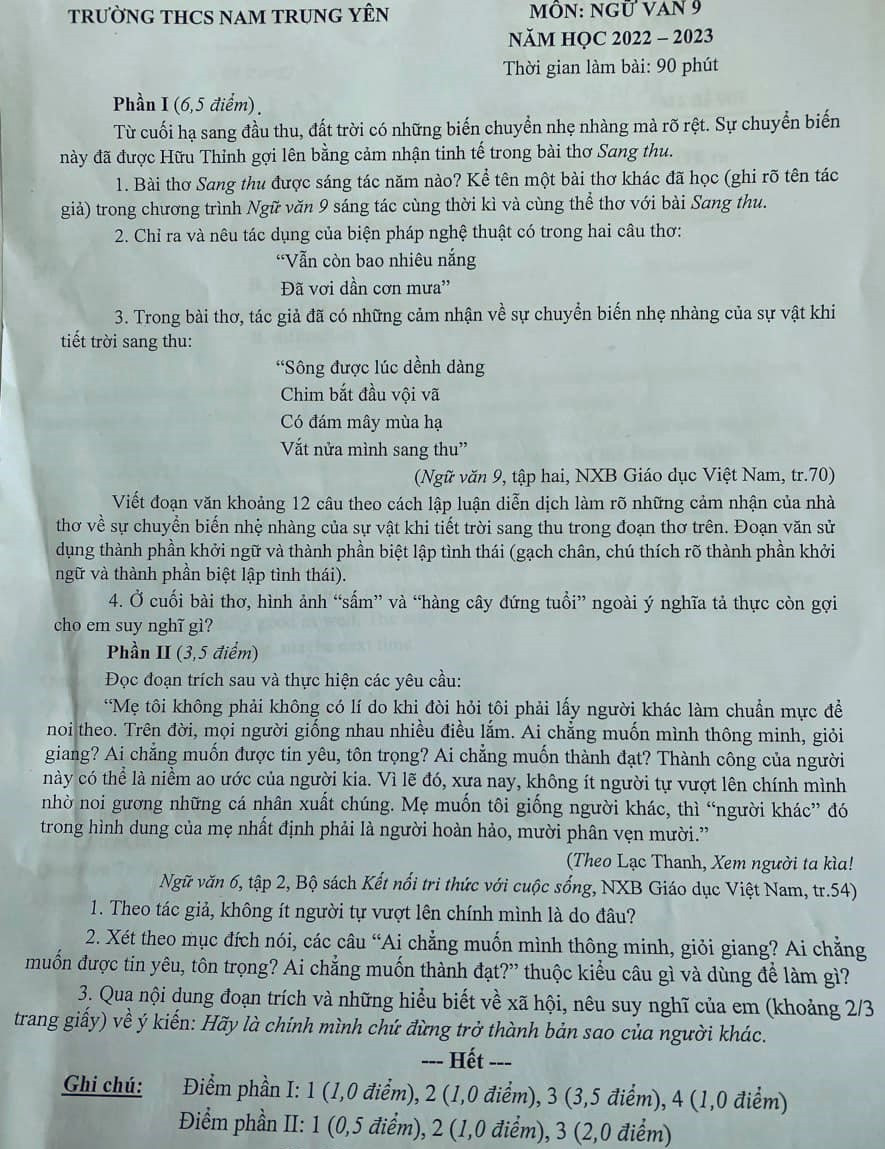 TRƯỜNG THCS NAM TRUNG YÊN
MÔN: NGỮ VĂN 9
NĂM HỌC 2022 – 2023
Thời gian làm bài: 90 phút
Phần I (6,5 điểm).
Từ cuối hạ sang đầu thu, đất trời có những biến chuyển nhẹ nhàng mà rõ rệt. Sự chuyển biến
này đã được Hữu Thỉnh gợi lên bằng cảm nhận tinh tế trong bài thơ Sang thu.
1. Bài thơ Sang thu được sáng tác năm nào? Kể tên một bài thơ khác đã học (ghi rõ tên tác
giả) trong chương trình Ngữ văn 9 sáng tác cùng thời kì và cùng thể thơ với bài Sang thu.
2. Chỉ ra và nêu tác dụng của biện pháp nghệ thuật có trong hai câu thơ:
“Vẫn còn bao nhiêu nắng
Đã vơi dần cơn mưa”
3. Trong bài thơ, tác giả đã có những cảm nhận về sự chuyển biến nhẹ nhàng của sự vật khi
tiết trời sang thu:
“Sông được lúc dềnh dàng
Chim bắt đầu vội vã
Có đám mây mùa hạ
Vắt nửa mình sang thu”
(Ngữ văn 9, tập hai, NXB Giáo dục Việt Nam, tr.70)
Viết đoạn văn khoảng 12 câu theo cách lập luận diễn dịch làm rõ những cảm nhận của nhà
thơ về sự chuyển biến nhẹ nhàng của sự vật khi tiết trời sang thu trong đoạn thơ trên. Đoạn văn sử
dụng thành phần khởi ngữ và thành phần biệt lập tình thái (gạch chân, chú thích rõ thành phần khởi
ngữ và thành phần biệt lập tình thái).
4. Ở cuối bài thơ, hình ảnh “sấm” và “hàng cây đứng tuổi” ngoài ý nghĩa tả thực còn gợi
cho em suy nghĩ gì?
Phần II (3,5 điểm)
Đọc đoạn trích sau và thực hiện các yêu cầu:
“Mẹ tôi không phải không có lí do khi đòi hỏi tôi phải lấy người khác làm chuẩn mực để
noi theo. Trên đời, mọi người giống nhau nhiều điều lắm. Ai chẳng muốn mình thông minh, giỏi
giang? Ai chẳng muốn được tin yêu, tôn trọng? Ai chẳng muốn thành đạt? Thành công của người
này có thể là niềm ao ước của người kia. Vì lẽ đó, xưa nay, không ít người tự vượt lên chính mình
nhờ noi gương những cá nhân xuất chúng. Mẹ muốn tôi giống người khác, thì “người khác” đó
trong hình dung của mẹ nhất định phải là người hoàn hảo, mười phân vẹn mười.”
(Theo Lạc Thanh, Xem người ta kìa!
Ngữ văn 6, tập 2, Bộ sách Kết nối tri thức với cuộc sống, NXB Giáo dục Việt Nam, tr.54)
1. Theo tác giả, không ít người tự vượt lên chính mình là do đâu?
2. Xét theo mục đích nói, các câu “Ai chẳng muốn mình thông minh, giỏi giang? Ai chẳng
muốn được tin yêu, tôn trọng? Ai chẳng muốn thành đạt?” thuộc kiểu câu gì và dùng để làm gì?
3. Qua nội dung đoạn trích và những hiểu biết về xã hội, nêu suy nghĩ của em (khoảng 2/3
trang giấy) về ý kiến: Hãy là chính mình chứ đừng trở thành bản sao của người khác.
--- Hết ---
Ghi chú: Điểm phần I: 1 (1,0 điểm), 2 (1,0 điểm), 3 (3,5 điểm), 4 (1,0 điểm)
Điểm phần II: 1 (0,5 điểm), 2 (1,0 điểm), 3 (2,0 điểm)